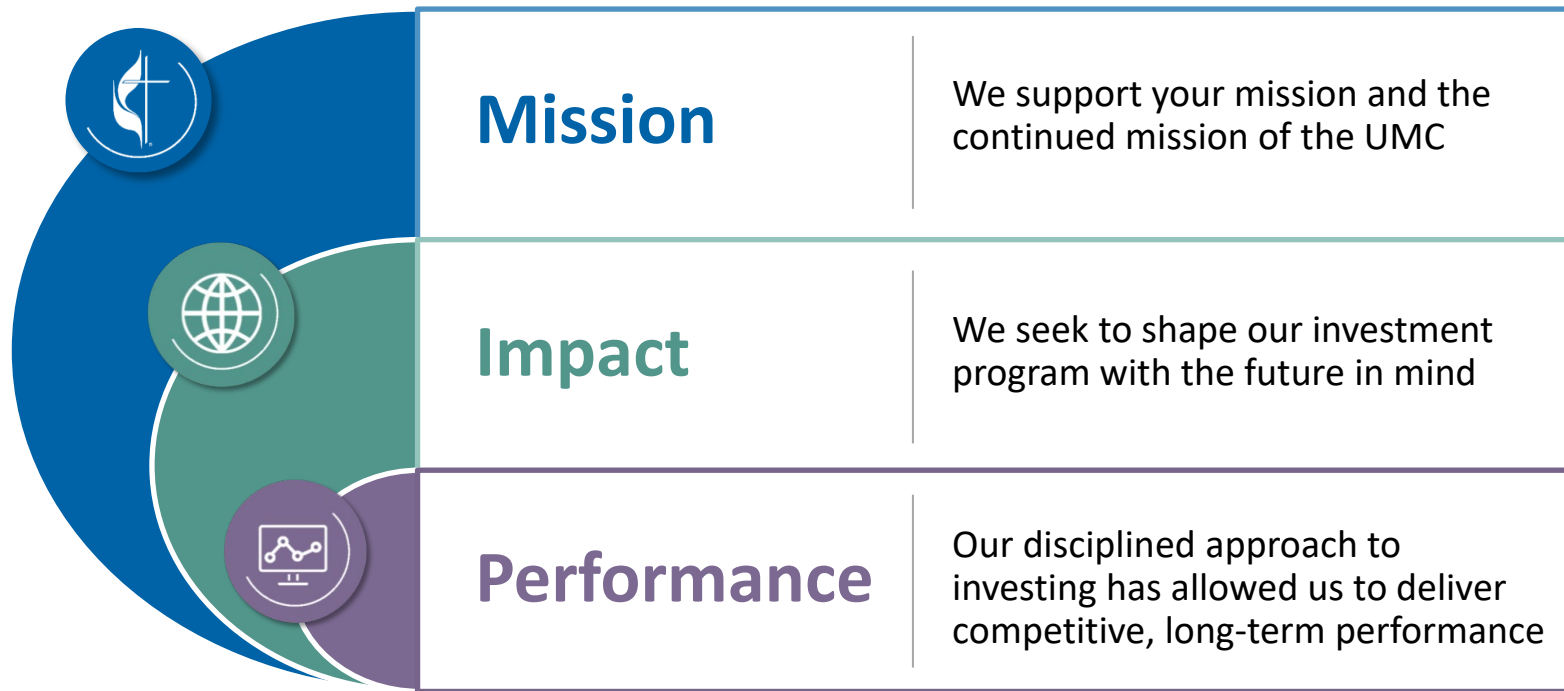 Mission
We support your mission and the
continued mission of the UMC
Impact
We seek to shape our investment
program with the future in mind
Performance
Our disciplined approach to
investing has allowed us to deliver
competitive, long-term performance